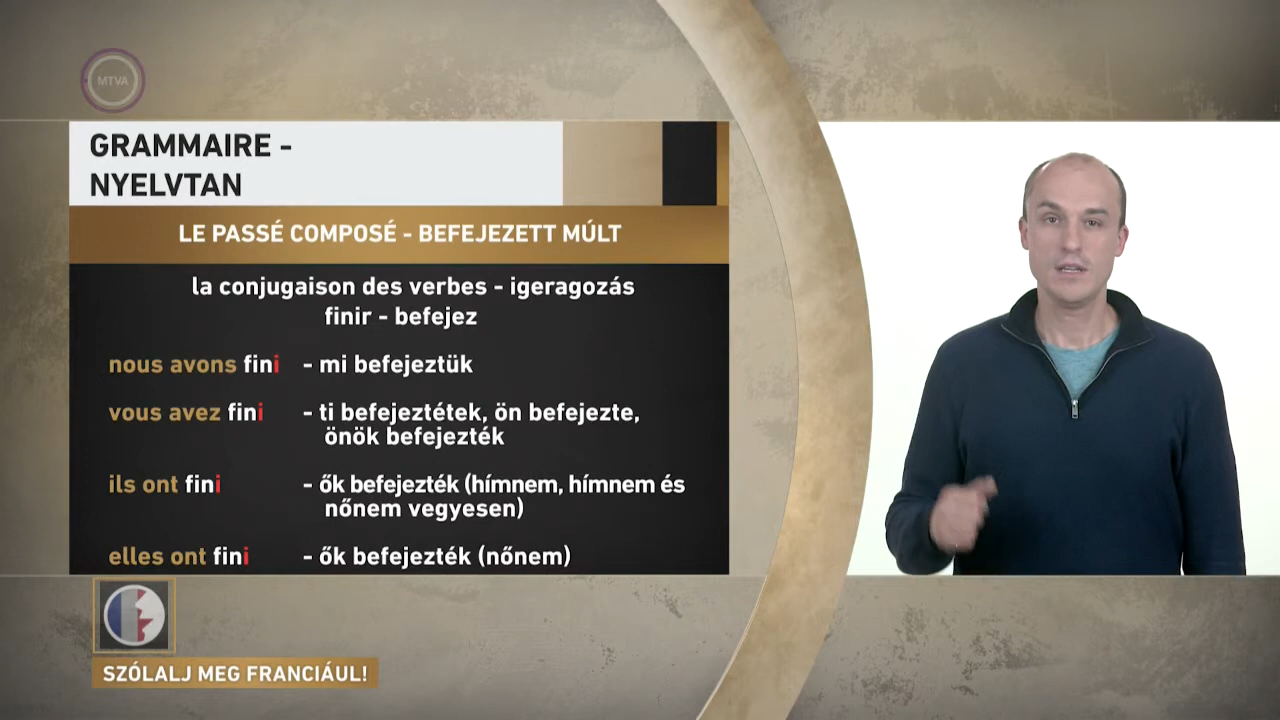 MTVA
GRAMMAIRE -
NYELVTAN
LE PASSÉ COMPOSÉ - BEFEJEZETT MÚLT
la conjugaison des verbes - igeragozás
finir - befejez
nous avons fini - mi befejeztük
vous avez fini - ti befejeztétek, ön befejezte,
önök befejezték
ils ont fini - ők befejezték (hímnem, hímnem és
nőnem vegyesen)
elles ont fini - ők befejezték (nőnem)
SZÓLALJ MEG FRANCIÁUL!